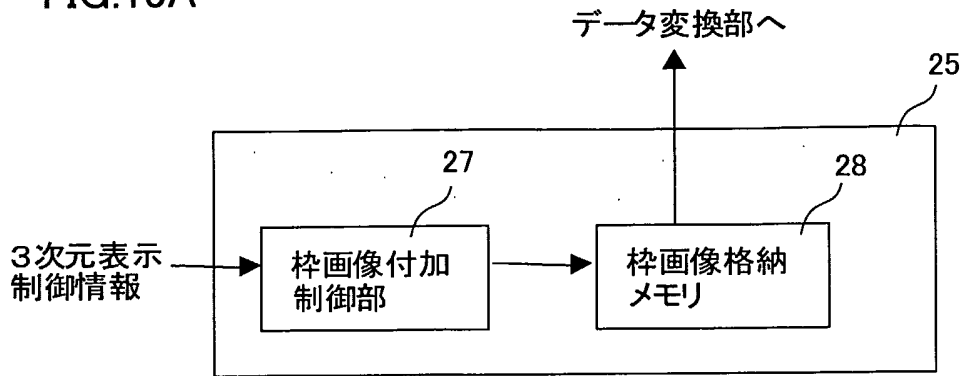 FIG.10A
データ変換部へ
25
27
28
3次元表示
制御情報
枠画像付加
制御部
枠画像格納
メモリ